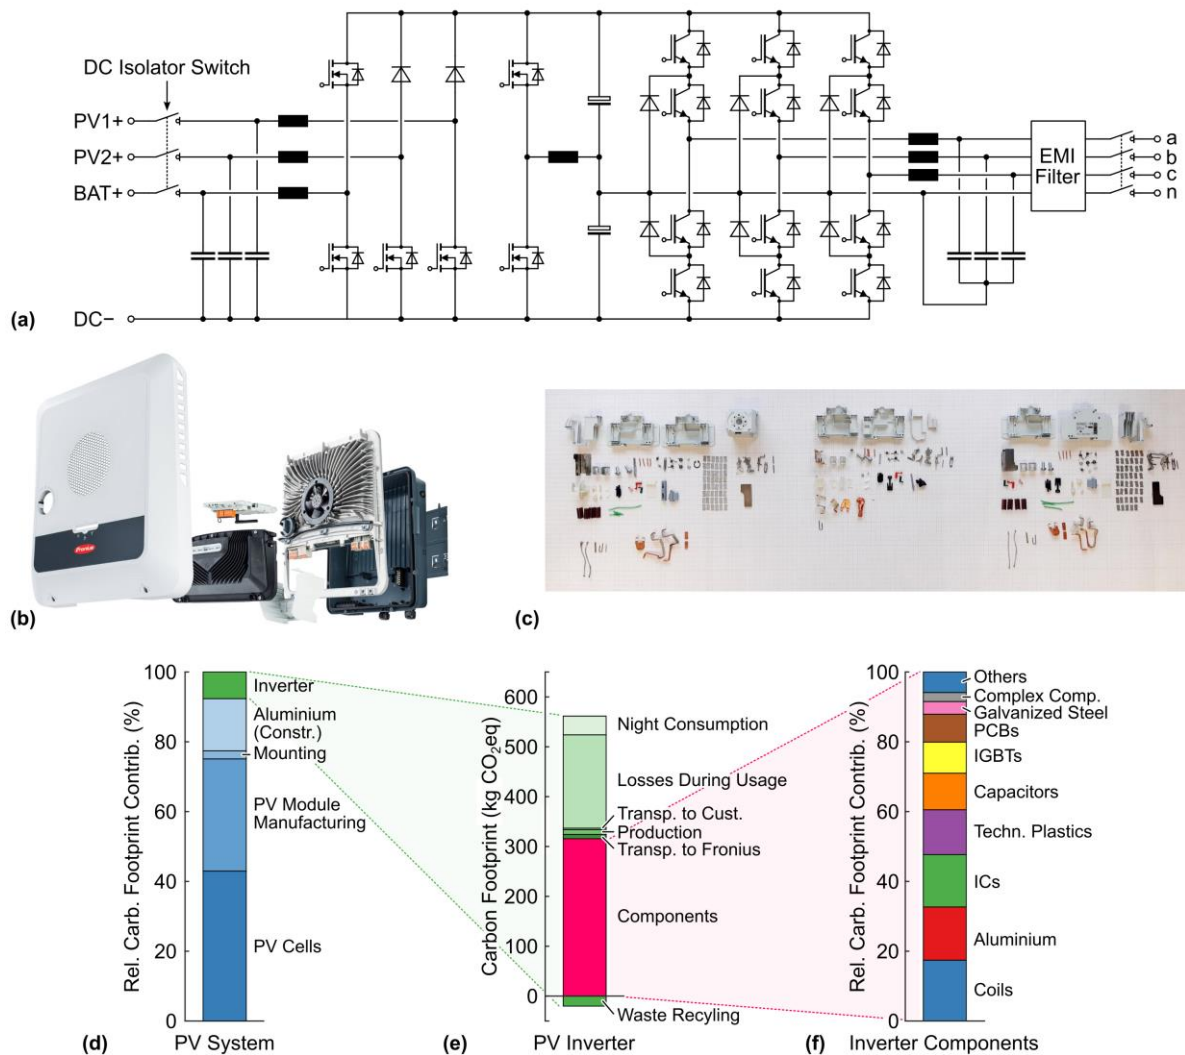 DC Isolator Switch
PV1+
PV2+
BAT+
DC−
EMI
Filter
a
b
c
n
(a)
Fronius
(b)
(c)
Rel. Carb. Footprint Contrib. (%)
100
80
60
40
20
0
Inverter
Aluminium
(Constr.)
Mounting
PV Module
Manufacturing
PV Cells
(d)
PV System
Carbon Footprint (kg CO₂eq)
600
500
400
300
200
100
0
Night Consumption
Losses During Usage
Transp. to Cust.
Production
Transp. to Fronius
Components
Waste Recyling
(e)
PV Inverter
Rel. Carb. Footprint Contrib. (%)
100
80
60
40
20
0
Others
Complex Comp.
Galvanized Steel
PCBs
IGBTs
Capacitors
Techn. Plastics
ICs
Aluminium
Coils
(f)
Inverter Components